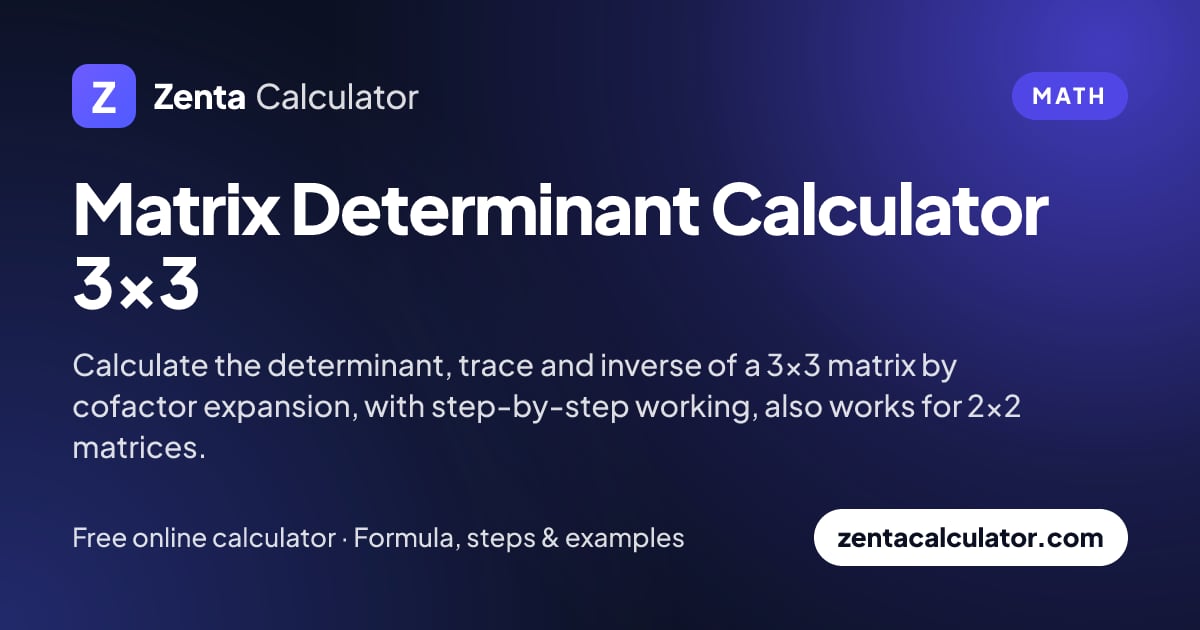 Z Zenta Calculator
MATH
Matrix Determinant Calculator
3×3
Calculate the determinant, trace and inverse of a 3×3 matrix by
cofactor expansion, with step-by-step working, also works for 2×2
matrices.
Free online calculator · Formula, steps & examples
zentacalculator.com